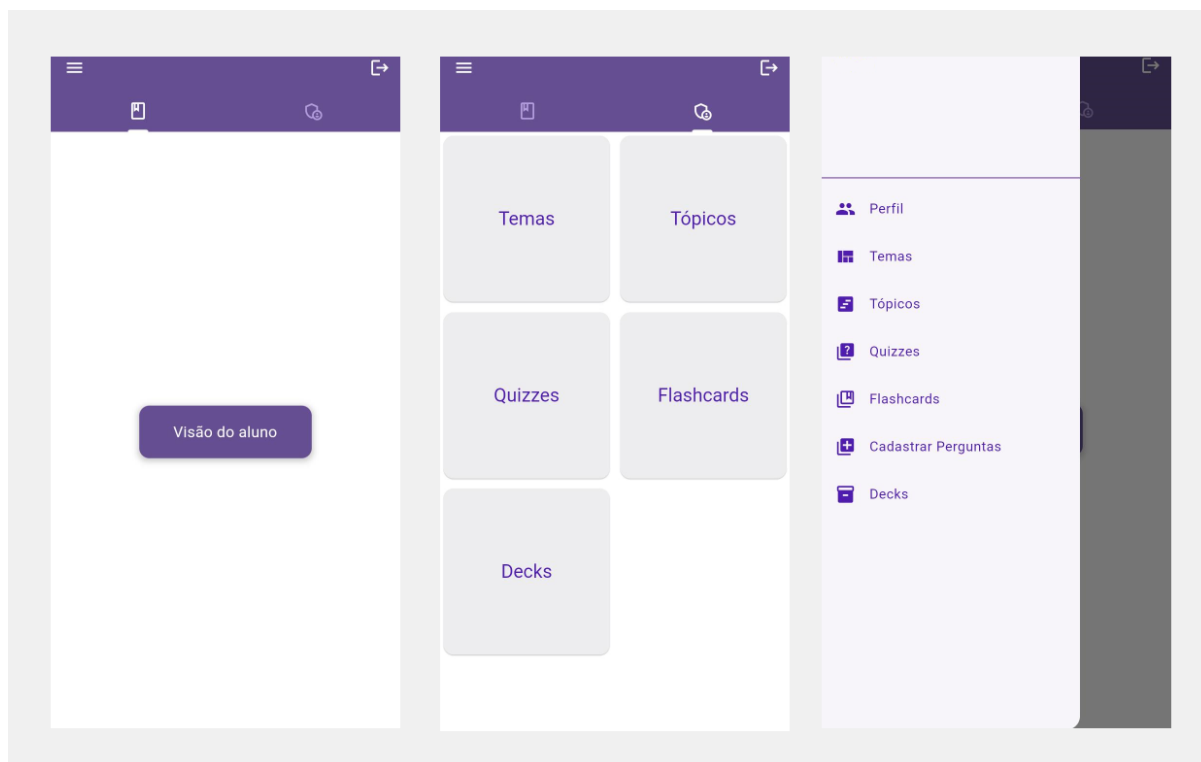 Visão do aluno
Temas
Tópicos
Quizzes
Flashcards
Decks
Perfil
Temas
Tópicos
Quizzes
Flashcards
Cadastrar Perguntas
Decks